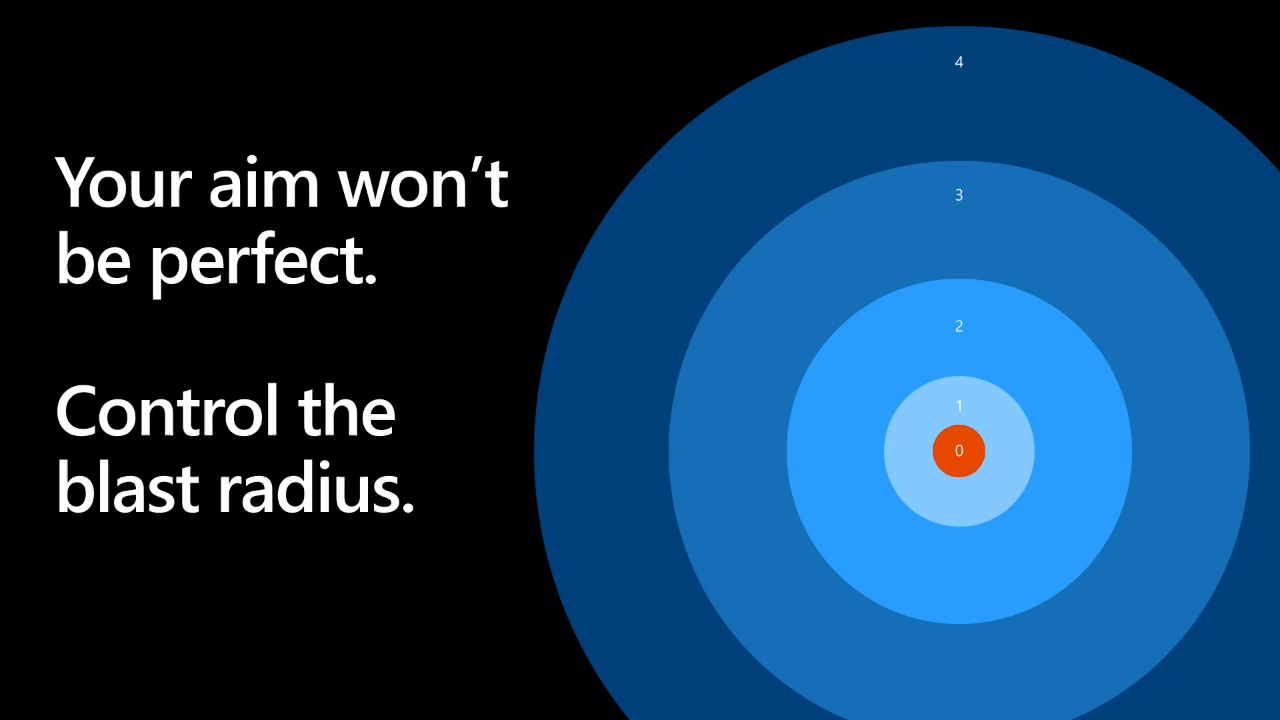 Your aim won’t
be perfect.
Control the
blast radius.
4
3
2
1
0